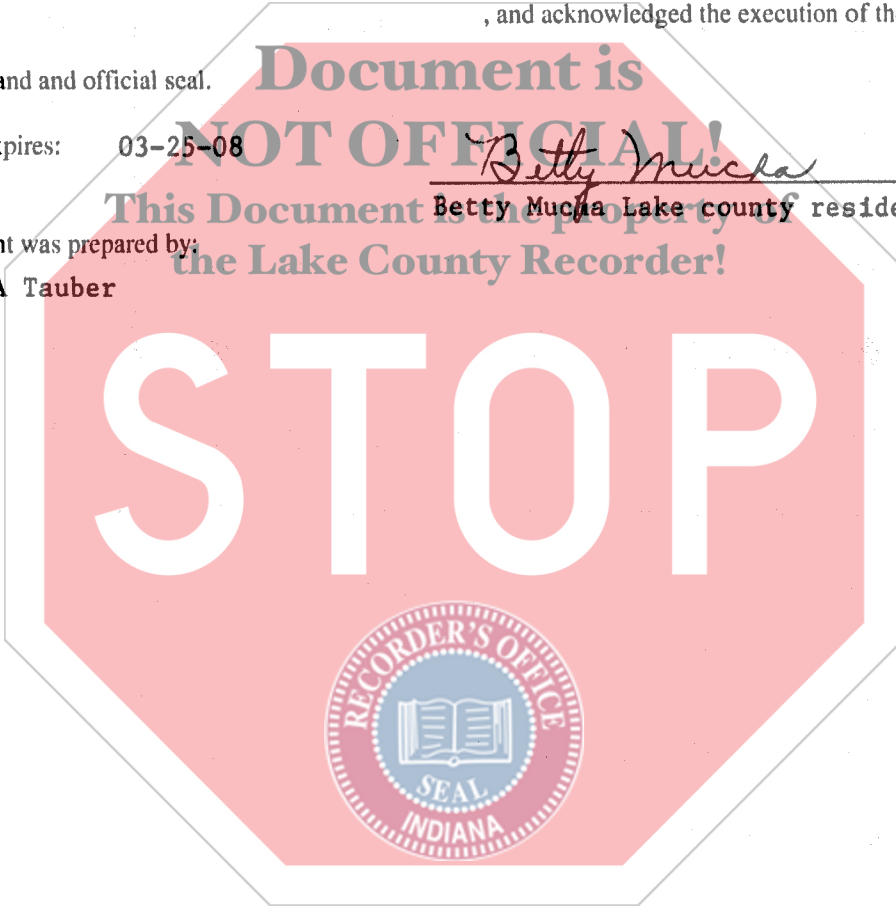 , and acknowledged the execution of th
and and official seal.
Document is
pires: 03-25-08
NOT OFFICIAL!
Betty Mucha
This Document is the property of
Betty Mucha Lake county reside
nt was prepared by:
the Lake County Recorder!
A Tauber
STOP
RECORDER'S OFFICE
SEAL
INDIANA